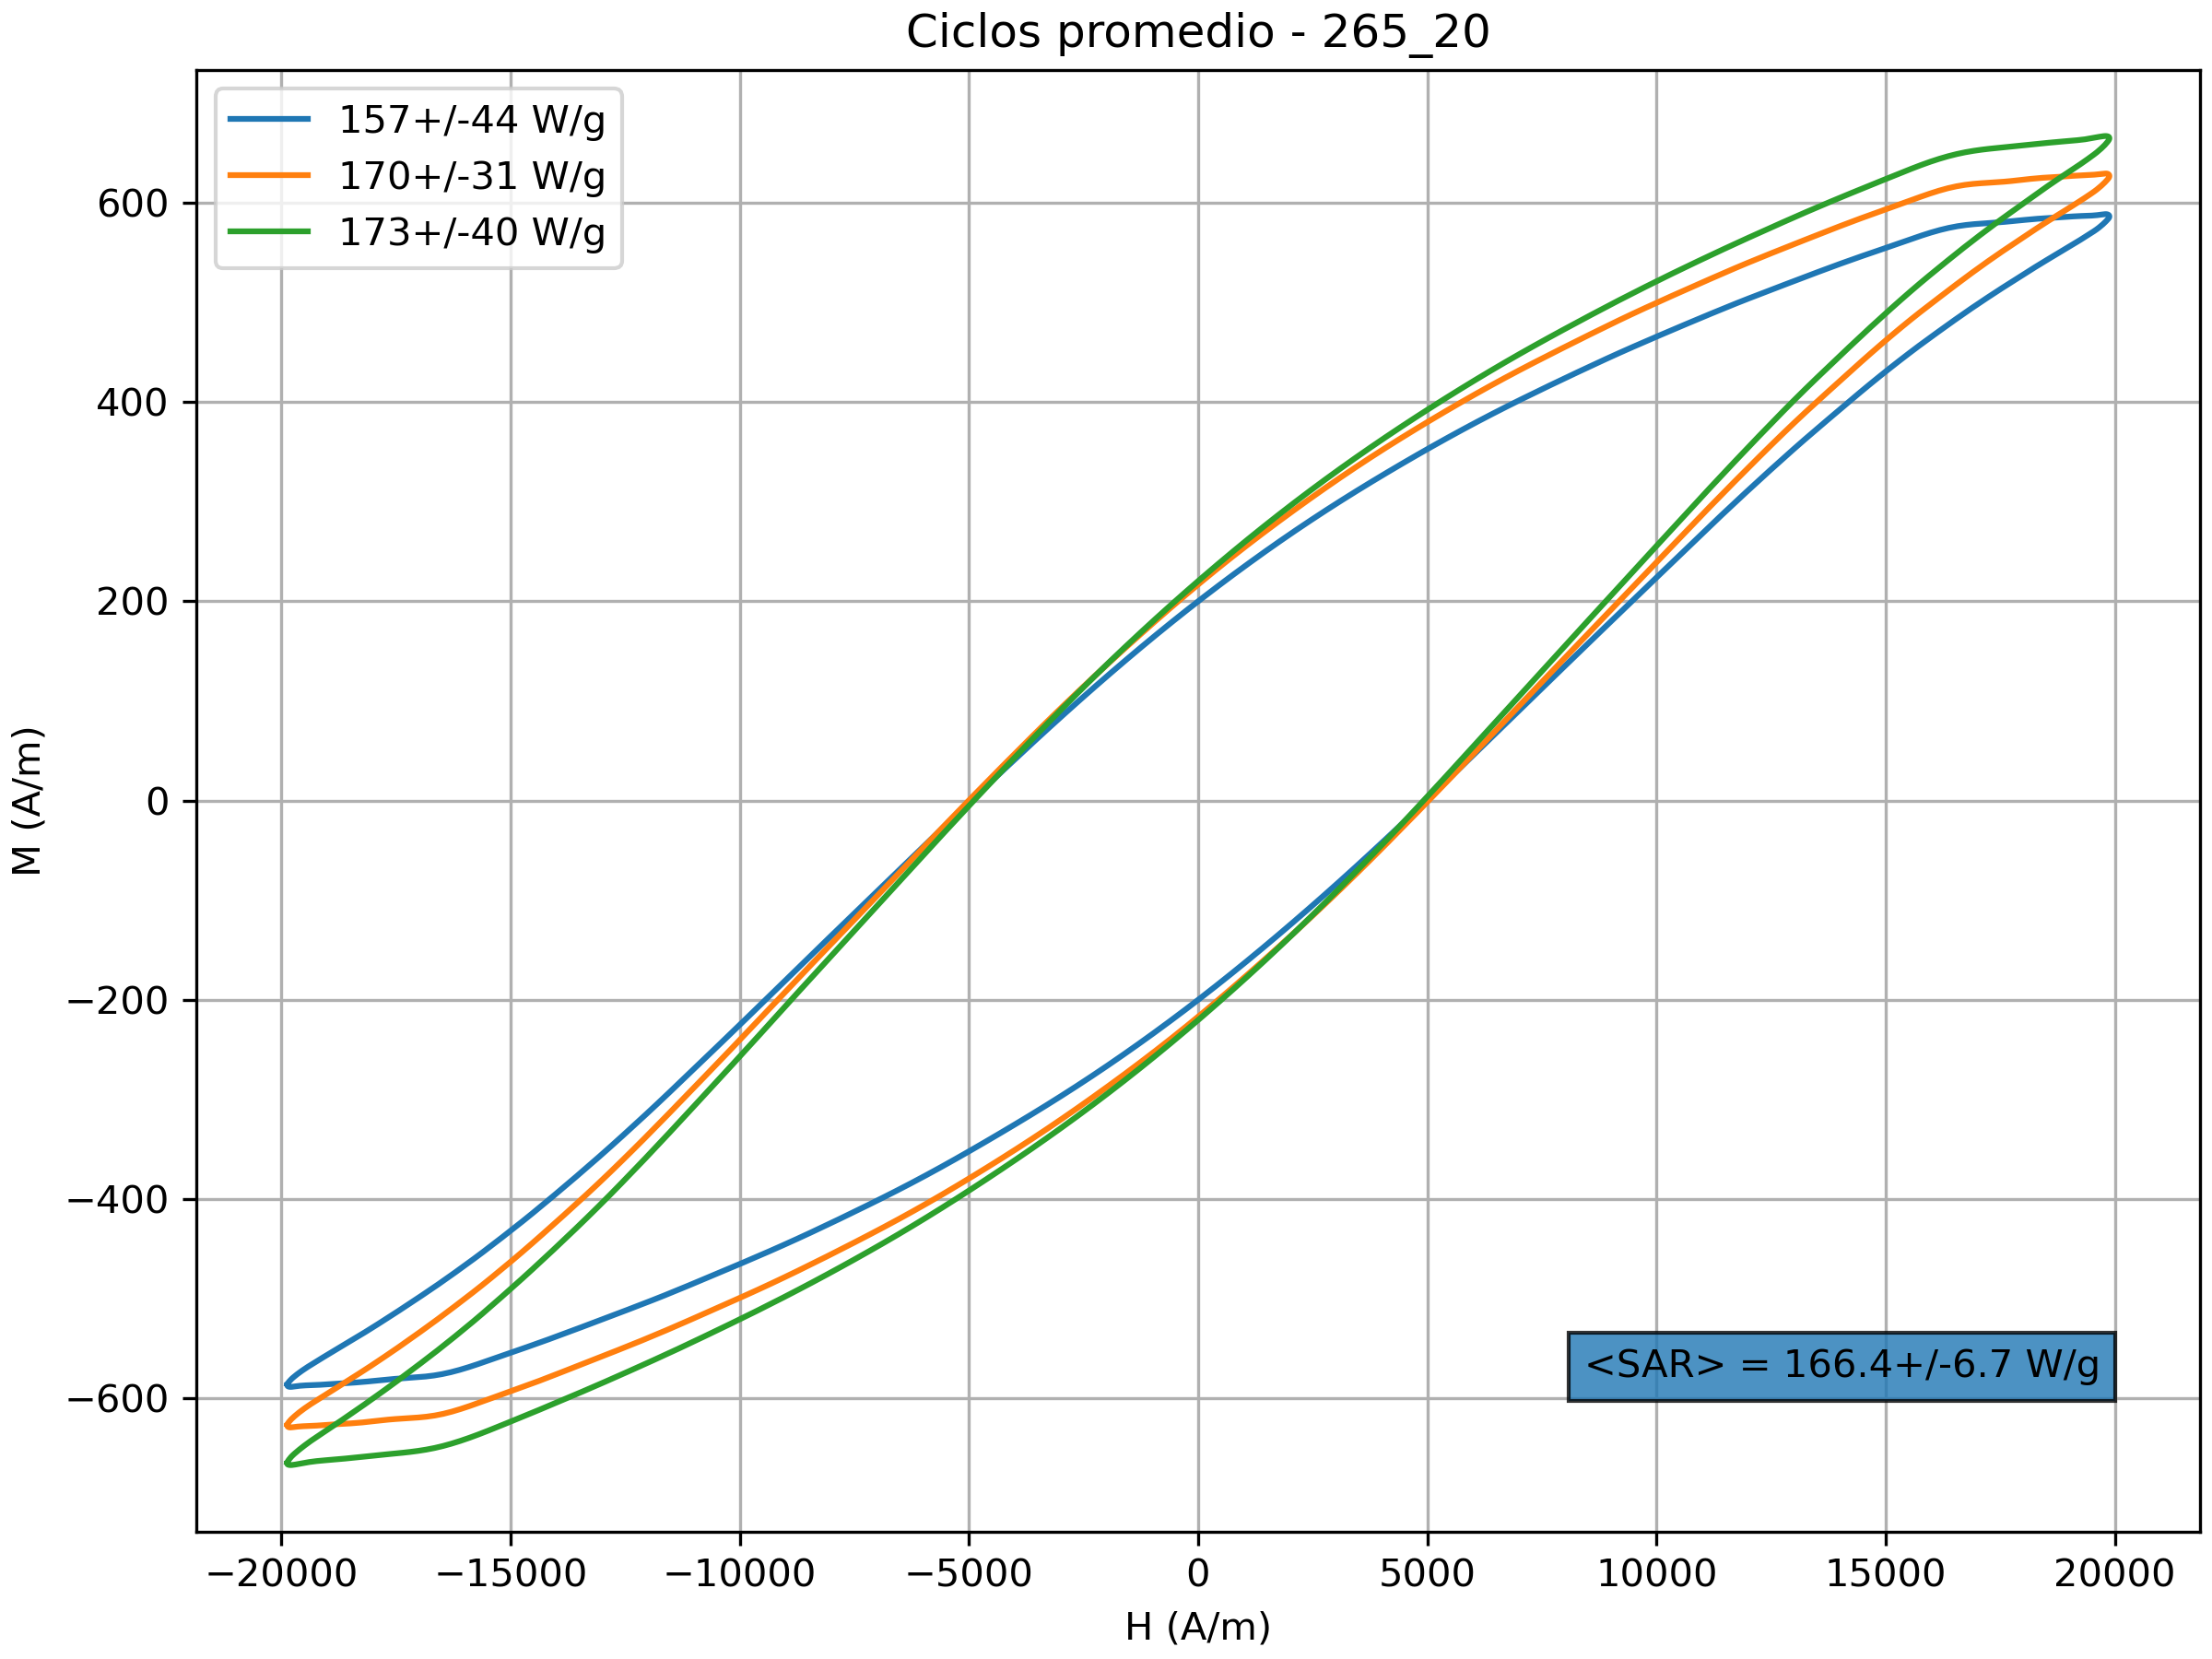 Ciclos promedio - 265_20
157+/-44 W/g
170+/-31 W/g
173+/-40 W/g
M (A/m)
600
400
200
0
−200
−400
−600
<SAR> = 166.4+/-6.7 W/g
−20000 −15000 −10000 −5000 0 5000 10000 15000 20000
H (A/m)